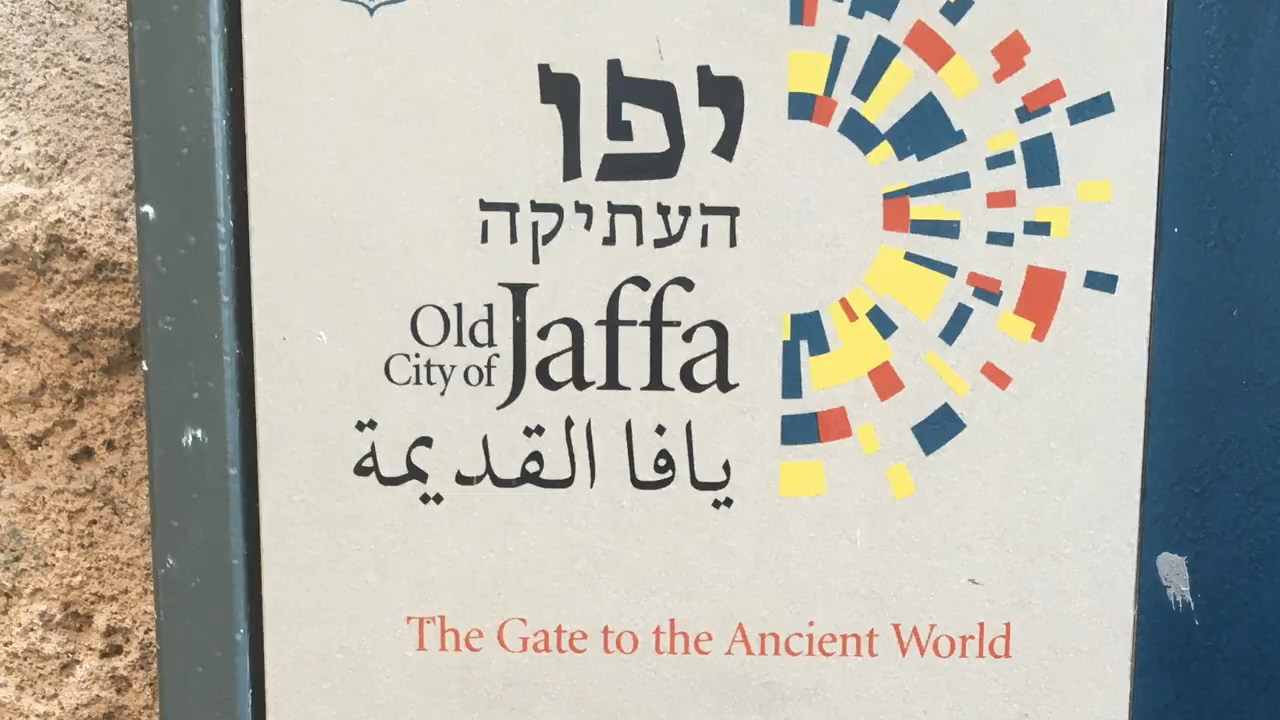 יפו
העתיקה
Old
City of Jaffa
يافا القديمة
The Gate to the Ancient World